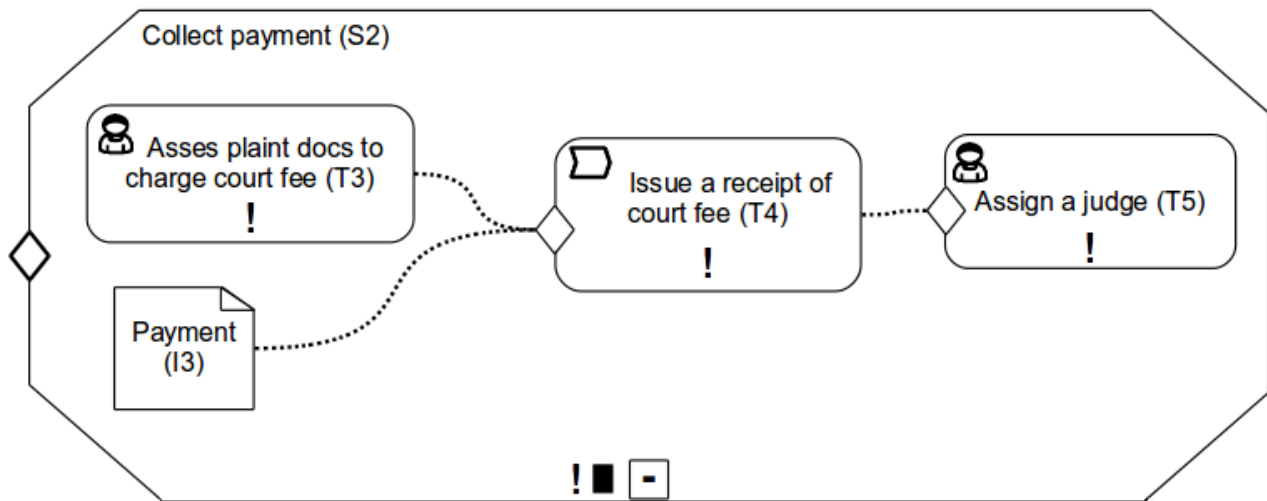 Collect payment (S2)
Asses plaint docs to
charge court fee (T3)
!
Issue a receipt of
court fee (T4)
!
Assign a judge (T5)
!
Payment
(I3)
! -